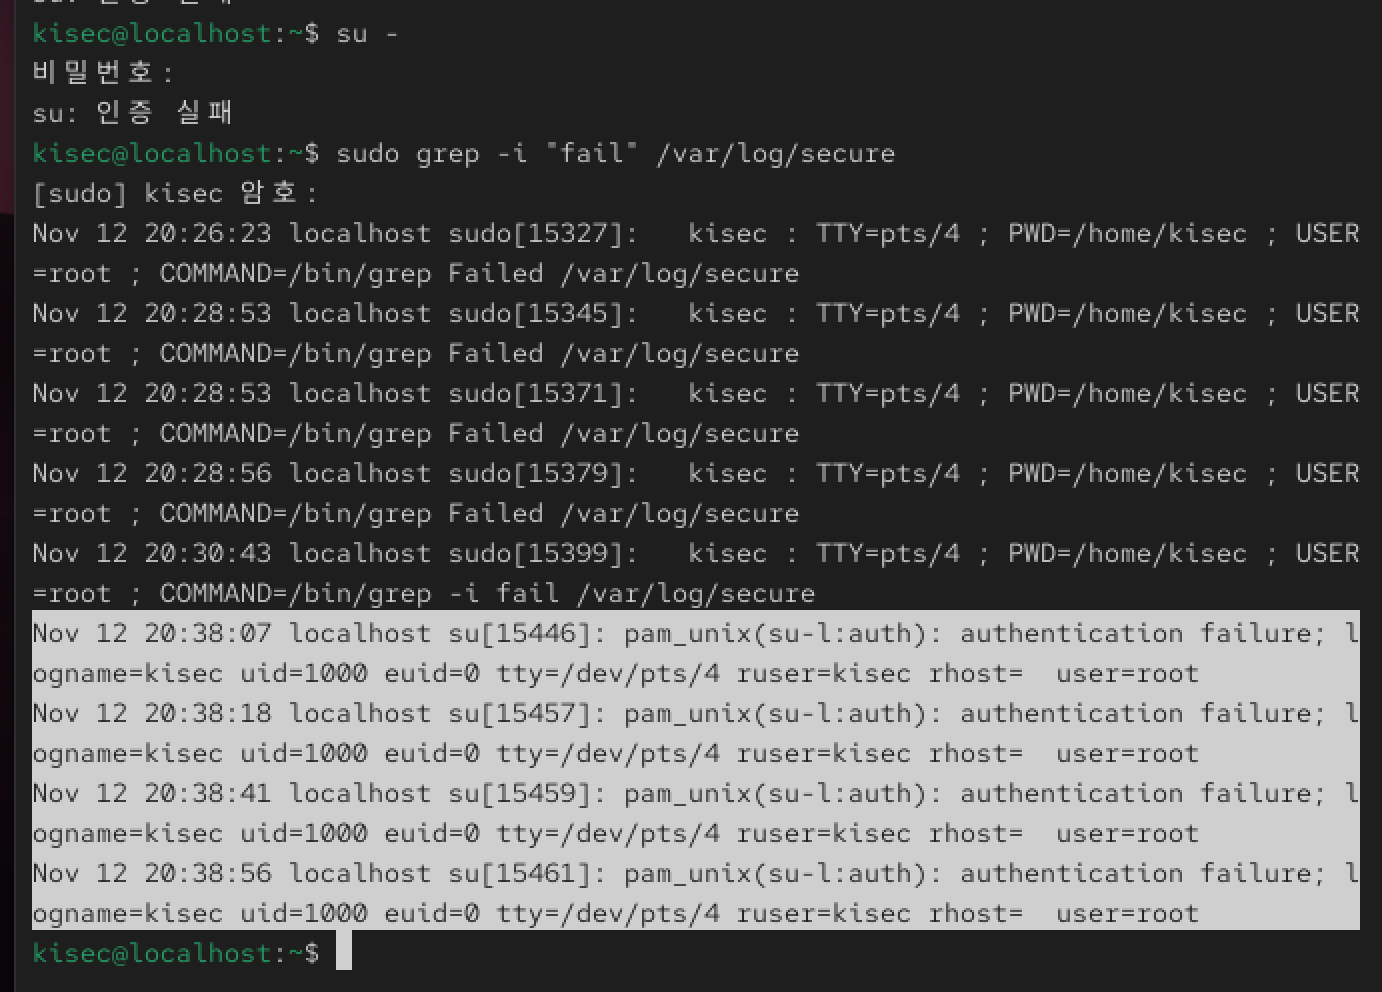 kisec@localhost:~$ su -
비밀번호:
su: 인증 실패
kisec@localhost:~$ sudo grep -i "fail" /var/log/secure
[sudo] kisec 암호:
Nov 12 20:26:23 localhost sudo[15327]:   kisec : TTY=pts/4 ; PWD=/home/kisec ; USER
=root ; COMMAND=/bin/grep Failed /var/log/secure
Nov 12 20:28:53 localhost sudo[15345]:   kisec : TTY=pts/4 ; PWD=/home/kisec ; USER
=root ; COMMAND=/bin/grep Failed /var/log/secure
Nov 12 20:28:53 localhost sudo[15371]:   kisec : TTY=pts/4 ; PWD=/home/kisec ; USER
=root ; COMMAND=/bin/grep Failed /var/log/secure
Nov 12 20:28:56 localhost sudo[15379]:   kisec : TTY=pts/4 ; PWD=/home/kisec ; USER
=root ; COMMAND=/bin/grep Failed /var/log/secure
Nov 12 20:30:43 localhost sudo[15399]:   kisec : TTY=pts/4 ; PWD=/home/kisec ; USER
=root ; COMMAND=/bin/grep -i fail /var/log/secure
Nov 12 20:38:07 localhost su[15446]: pam_unix(su-l:auth): authentication failure; l
ogname=kisec uid=1000 euid=0 tty=/dev/pts/4 ruser=kisec rhost=  user=root
Nov 12 20:38:18 localhost su[15457]: pam_unix(su-l:auth): authentication failure; l
ogname=kisec uid=1000 euid=0 tty=/dev/pts/4 ruser=kisec rhost=  user=root
Nov 12 20:38:41 localhost su[15459]: pam_unix(su-l:auth): authentication failure; l
ogname=kisec uid=1000 euid=0 tty=/dev/pts/4 ruser=kisec rhost=  user=root
Nov 12 20:38:56 localhost su[15461]: pam_unix(su-l:auth): authentication failure; l
ogname=kisec uid=1000 euid=0 tty=/dev/pts/4 ruser=kisec rhost=  user=root
kisec@localhost:~$